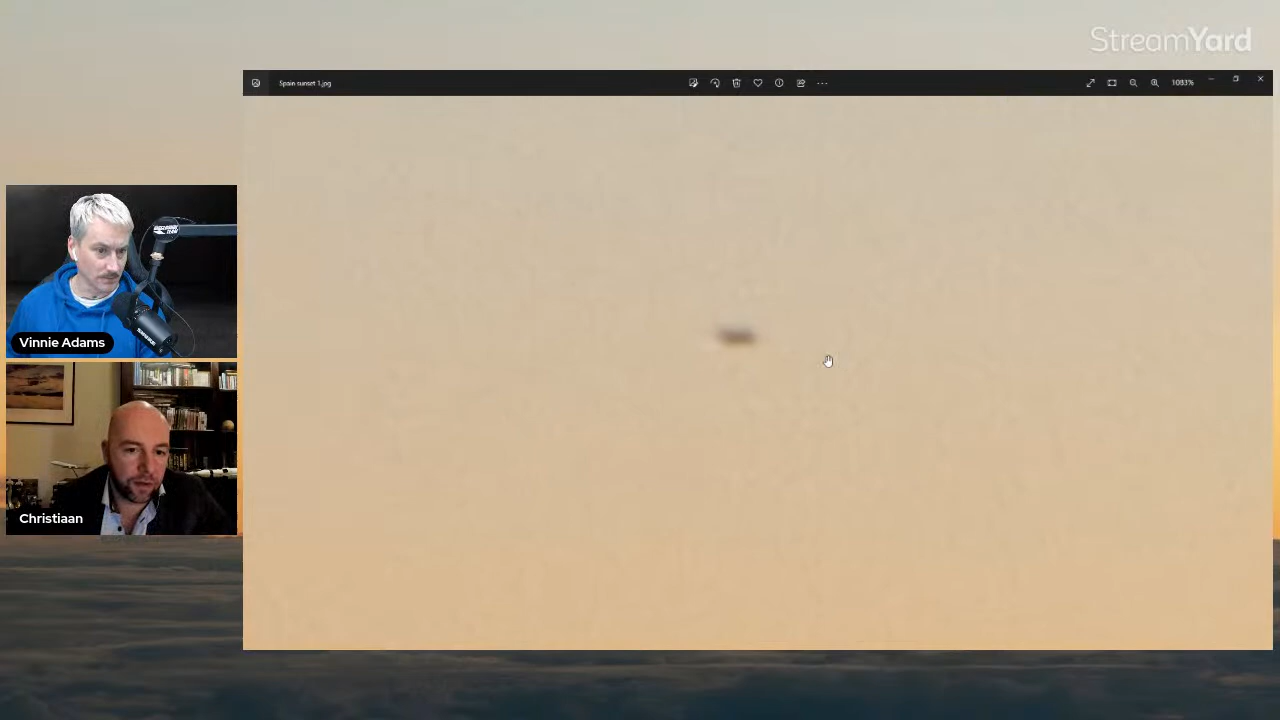 StreamYard
Spain sunset 1.jpg
1083%
Vinnie Adams
Christiaan